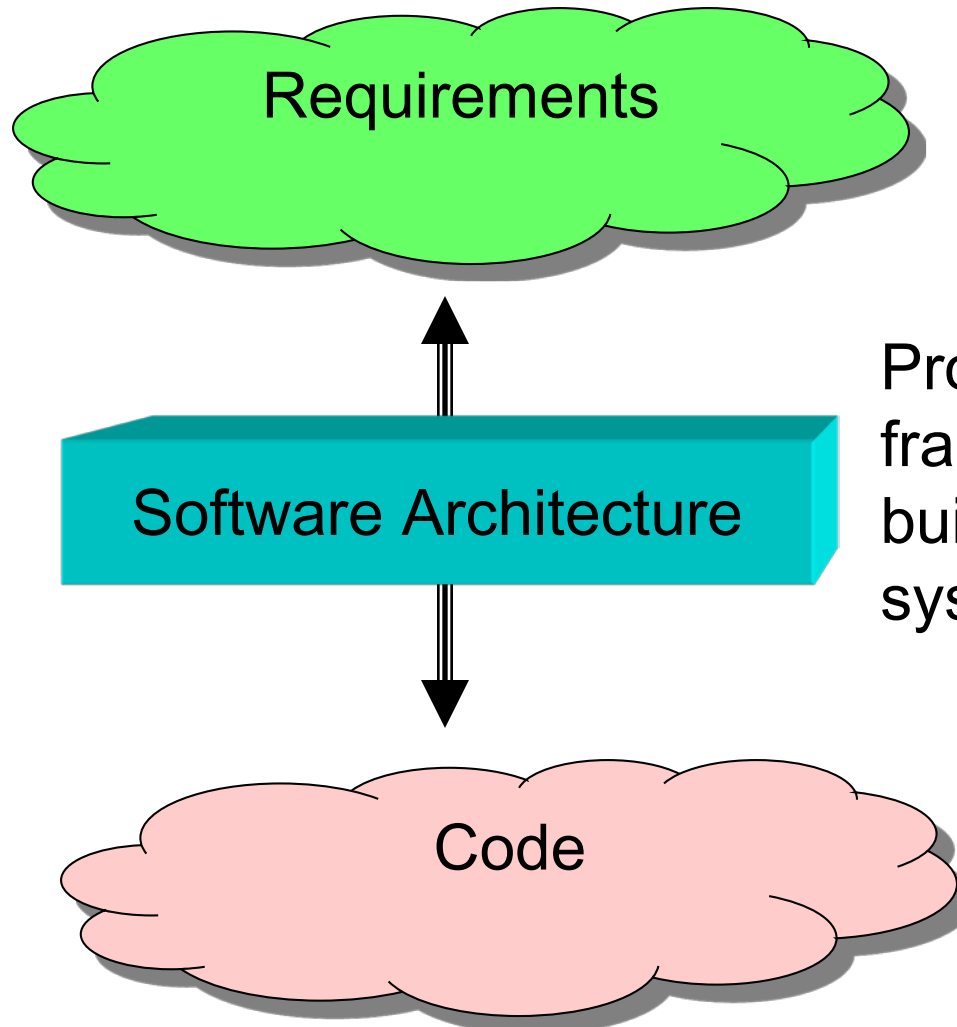 Requirements
Pro
fra
Software Architecture
bui
sys
Code